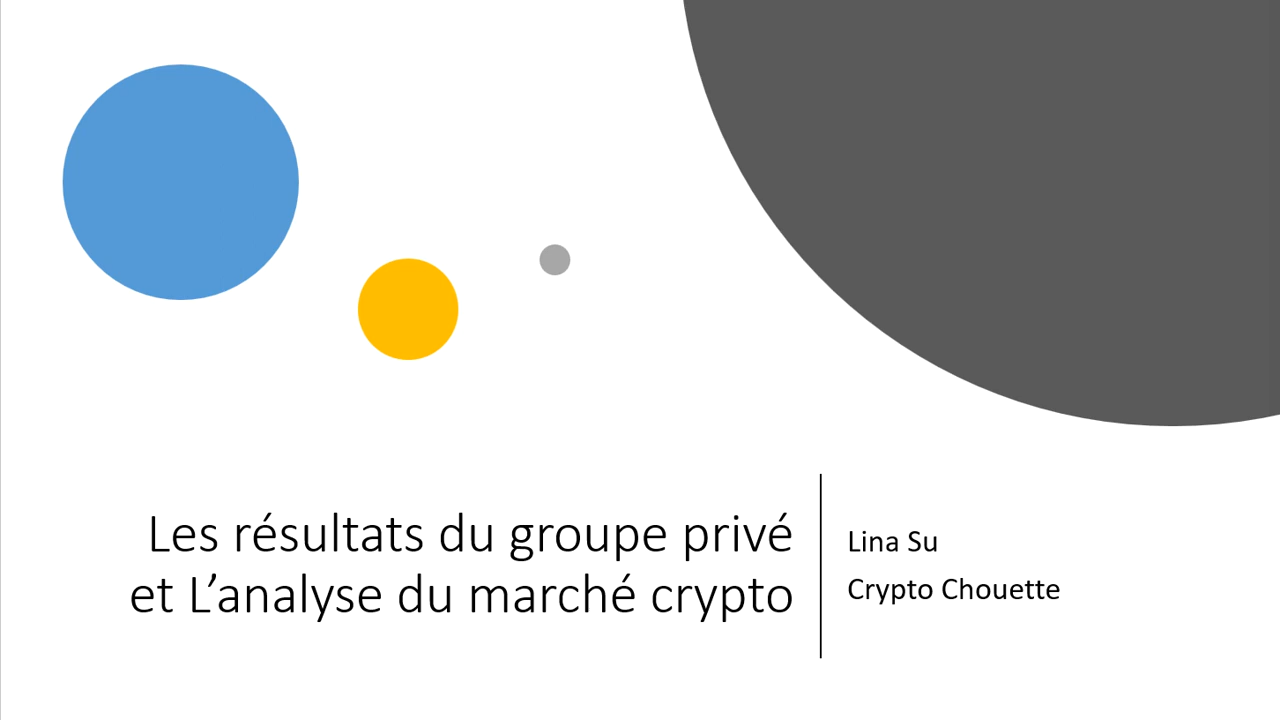 Les résultats du groupe privé
et L’analyse du marché crypto
Lina Su
Crypto Chouette